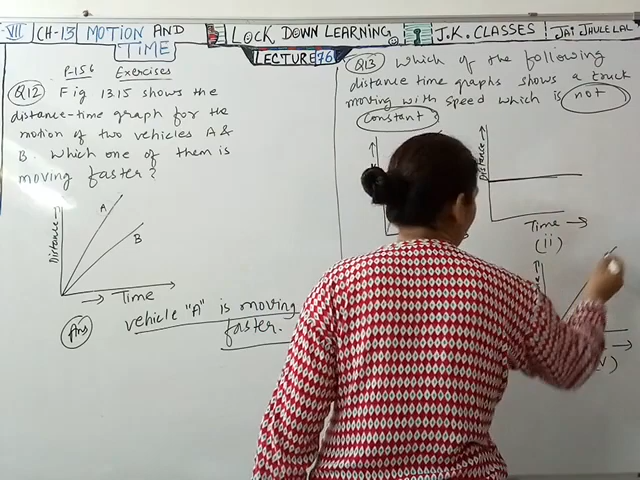 VII CH-13 MOTION AND TIME LOCK DOWN LEARNING J.K. CLASSES JAI JHULELAL
LECTURE 76
P-156 Exercises
Q12 Fig 13.15 shows the
distance-time graph for the
motion of two vehicles A &
B. Which one of them is
moving faster?
A
B
Distance
Time
Ans vehicle "A" is moving
faster.
Q13 Which of the following
distance time graphs shows a truck
moving with speed which is not
constant?
Distance
Time
(ii)